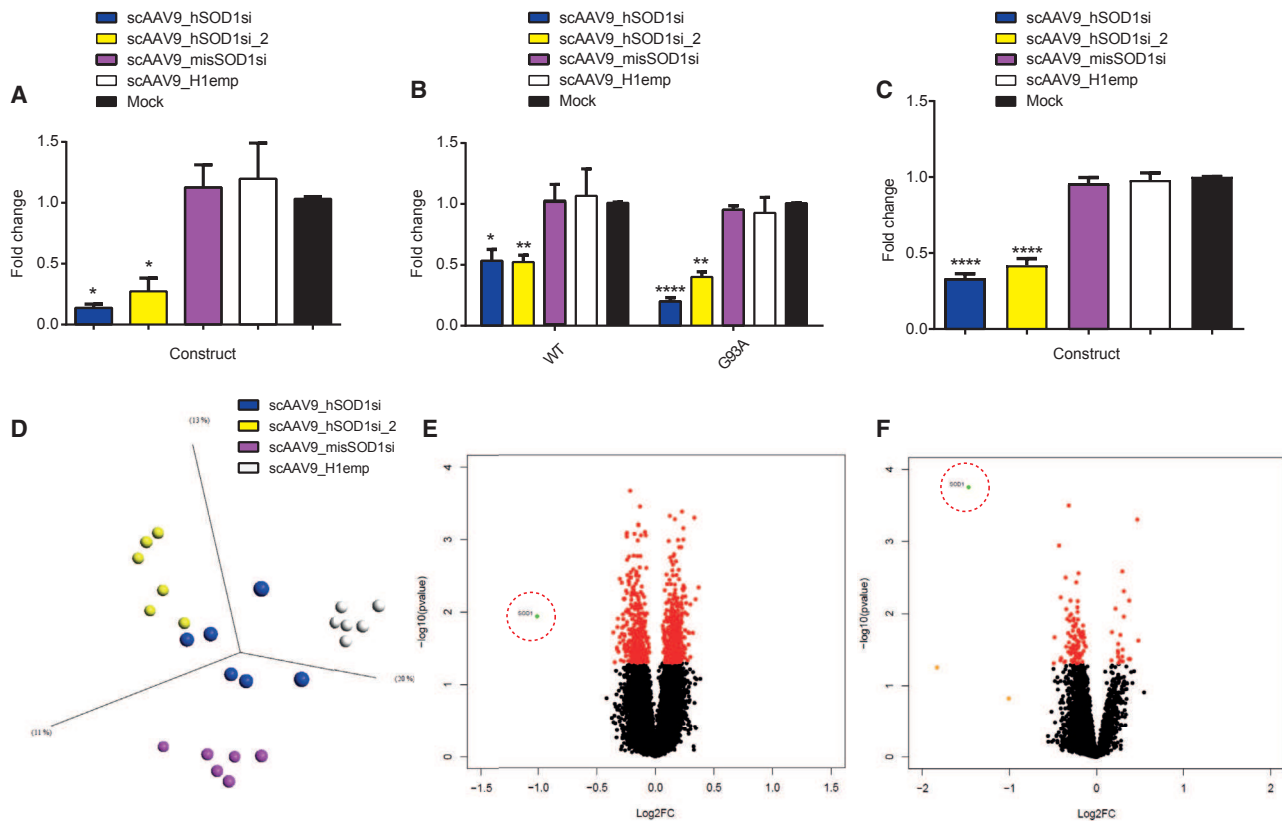 A
scAAV9_hSOD1si
scAAV9_hSOD1si_2
scAAV9_misSOD1si
scAAV9_H1emp
Mock
Fold change
1.5
1.0
0.5
0.0
*
*
Construct
B
scAAV9_hSOD1si
scAAV9_hSOD1si_2
scAAV9_misSOD1si
scAAV9_H1emp
Mock
Fold change
1.5
1.0
0.5
0.0
*
**
****
**
WT
G93A
C
scAAV9_hSOD1si
scAAV9_hSOD1si_2
scAAV9_misSOD1si
scAAV9_H1emp
Mock
Fold change
1.5
1.0
0.5
0.0
****
****
Construct
D
scAAV9_hSOD1si
scAAV9_hSOD1si_2
scAAV9_misSOD1si
scAAV9_H1emp
(13 %)
(20 %)
(11 %)
E
−log10(pvalue)
4
3
2
1
0
SOD1
−1.5
−1.0
−0.5
0.0
0.5
1.0
1.5
Log2FC
F
−log10(pvalue)
4
3
2
1
0
SOD1
−2
−1
0
1
2
Log2FC